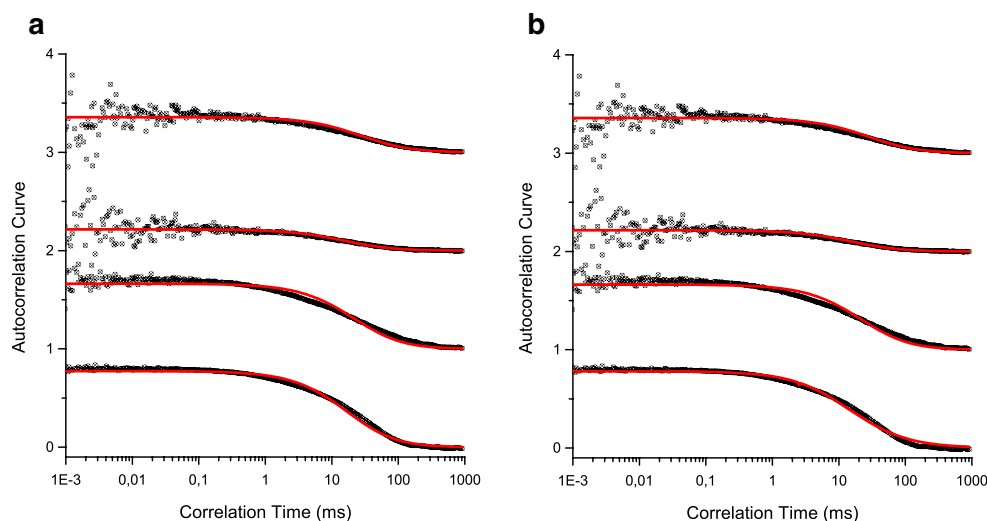 a
4
3
2
1
0
Autocorrelation Curve
1E-3 0,01 0,1 1 10 100 1000
Correlation Time (ms)
b
4
3
2
1
0
Autocorrelation Curve
1E-3 0,01 0,1 1 10 100 1000
Correlation Time (ms)